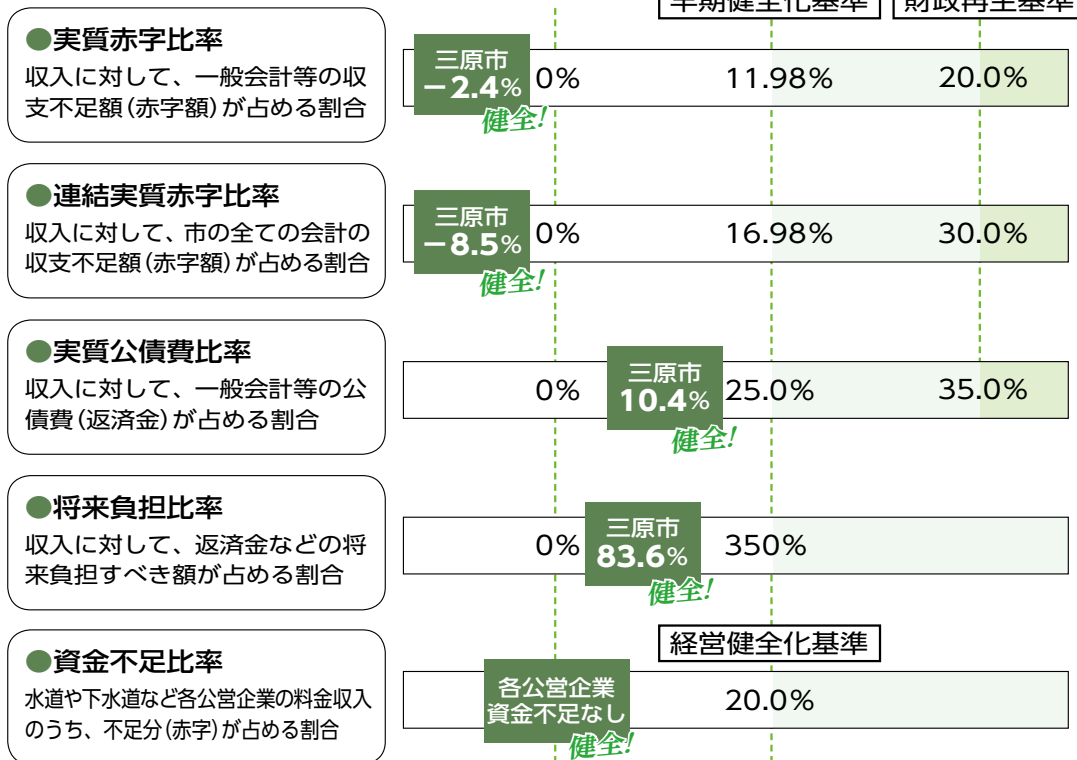 早期健全化基準 財政再生基準
●実質赤字比率
収入に対して、一般会計等の収
支不足額(赤字額)が占める割合
三原市
－2.4%
健全!
0% 11.98% 20.0%
●連結実質赤字比率
収入に対して、市の全ての会計の
収支不足額(赤字額)が占める割合
三原市
－8.5%
健全!
0% 16.98% 30.0%
●実質公債費比率
収入に対して、一般会計等の公
債費(返済金)が占める割合
0%
三原市
10.4%
健全!
25.0% 35.0%
●将来負担比率
収入に対して、返済金などの将
来負担すべき額が占める割合
0%
三原市
83.6%
健全!
350%
経営健全化基準
●資金不足比率
水道や下水道など各公営企業の料金収入
のうち、不足分(赤字)が占める割合
各公営企業
資金不足なし
健全!
20.0%